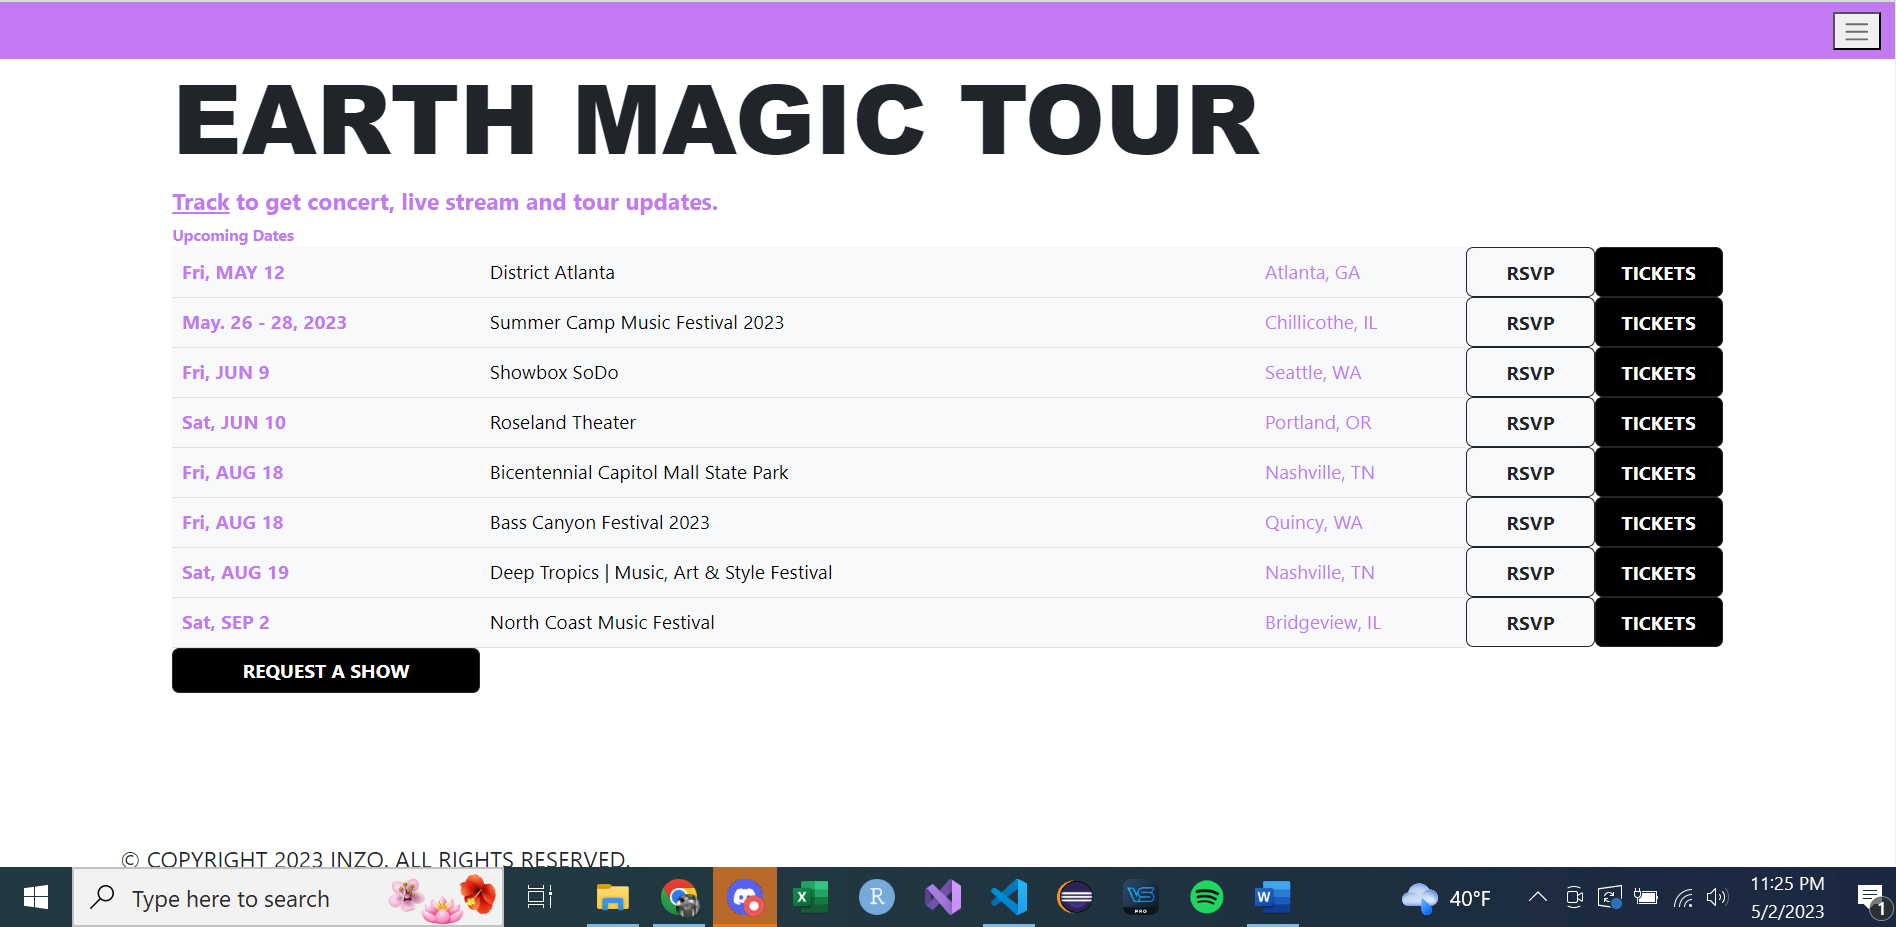 EARTH MAGIC TOUR
Track to get concert, live stream and tour updates.
Upcoming Dates
Fri, MAY 12 District Atlanta Atlanta, GA RSVP TICKETS
May. 26 - 28, 2023 Summer Camp Music Festival 2023 Chillicothe, IL RSVP TICKETS
Fri, JUN 9 Showbox SoDo Seattle, WA RSVP TICKETS
Sat, JUN 10 Roseland Theater Portland, OR RSVP TICKETS
Fri, AUG 18 Bicentennial Capitol Mall State Park Nashville, TN RSVP TICKETS
Fri, AUG 18 Bass Canyon Festival 2023 Quincy, WA RSVP TICKETS
Sat, AUG 19 Deep Tropics | Music, Art & Style Festival Nashville, TN RSVP TICKETS
Sat, SEP 2 North Coast Music Festival Bridgeview, IL RSVP TICKETS
REQUEST A SHOW
© COPYRIGHT 2023 INZO. ALL RIGHTS RESERVED.
Type here to search
X
R
VS
PRO
W
40°F
11:25 PM
5/2/2023
1